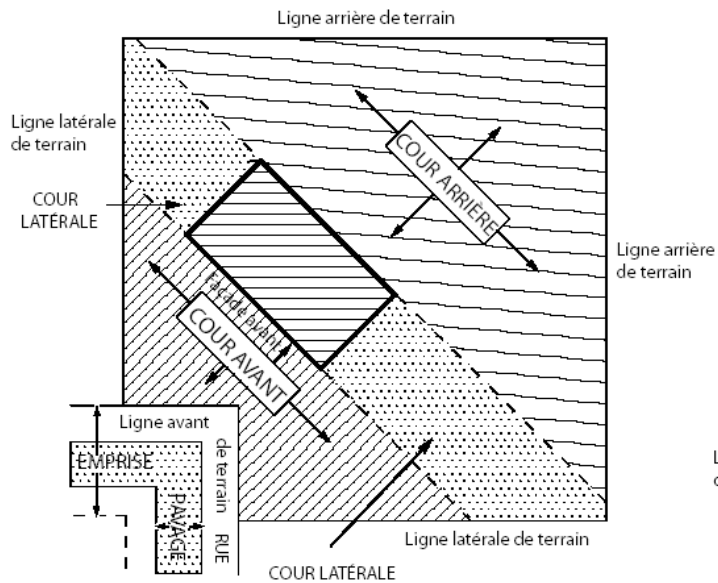 Ligne arrière de terrain
Ligne latérale
de terrain
COUR
LATÉRALE
COUR ARRIÈRE
Ligne arrière
de terrain
Façade avant
COUR AVANT
Ligne avant
de terrain
EMPRISE
PAVAGE
RUE
Ligne latérale de terrain
COUR LATÉRALE
L